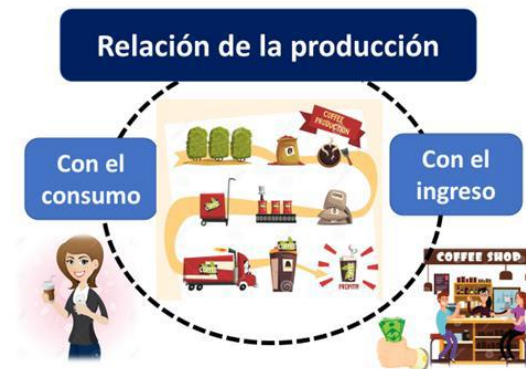 Relación de la producción
Con el
consumo
Con el
ingreso
COFFEE
PRODUCTION
COFFEE SHOP